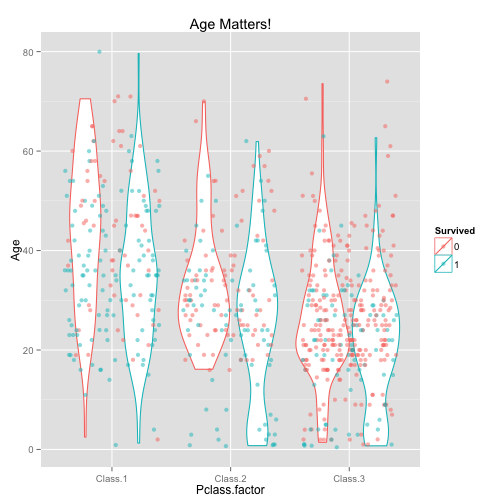 Age Matters!
80
60
40
20
0
Age
Class.1
Class.2
Class.3
Pclass.factor
Survived
0
1